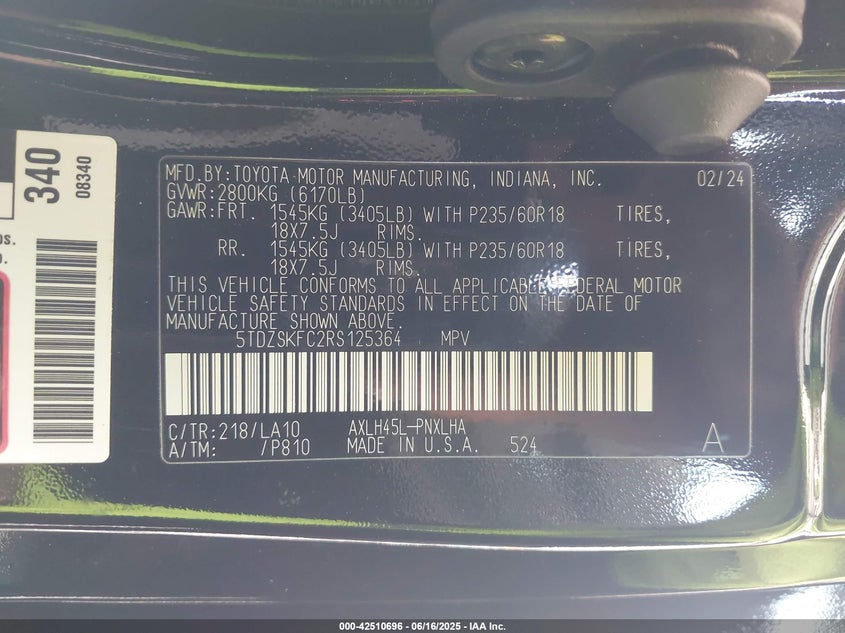 340
08340
os.
o.
MFD.BY:TOYOTA MOTOR MANUFACTURING, INDIANA, INC. 02/24
GVWR:2800KG (6170LB)
GAWR:FRT. 1545KG (3405LB) WITH P235/60R18 TIRES,
18X7.5J RIMS.
RR. 1545KG (3405LB) WITH P235/60R18 TIRES,
18X7.5J RIMS.
THIS VEHICLE CONFORMS TO ALL APPLICABLE FEDERAL MOTOR
VEHICLE SAFETY STANDARDS IN EFFECT ON THE DATE OF
MANUFACTURE SHOWN ABOVE.
5TDZSKFC2RS125364 MPV
C/TR:218/LA10 AXLH45L-PNXLHA
A/TM: /P810 MADE IN U.S.A. 524 A
000-42510696 - 06/16/2025 - IAA Inc.